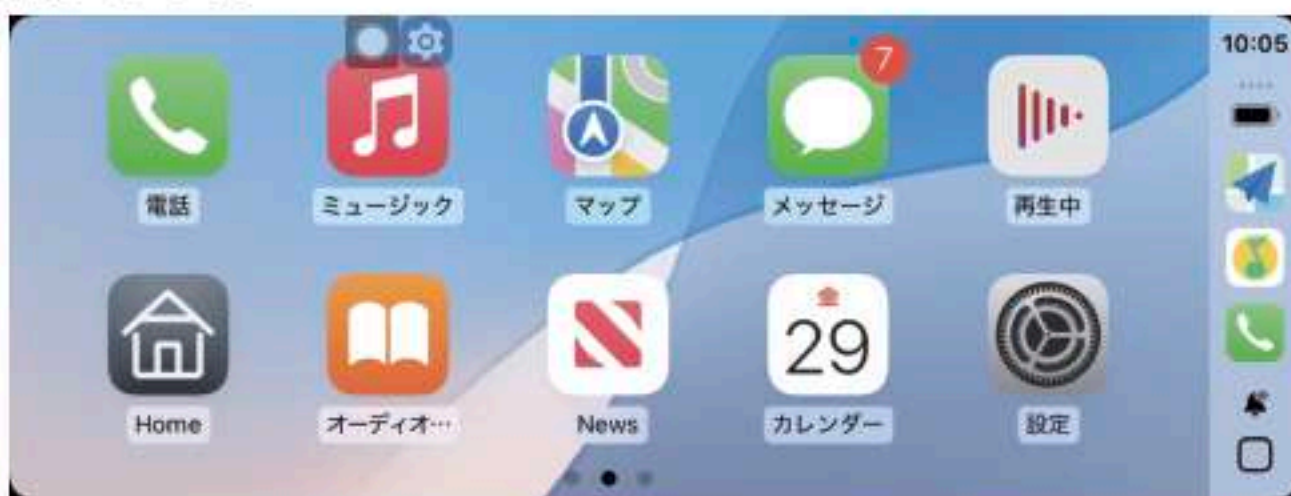 10:05
7
電話
ミュージック
マップ
メッセージ
再生中
金
29
Home
オーディオ…
News
カレンダー
設定